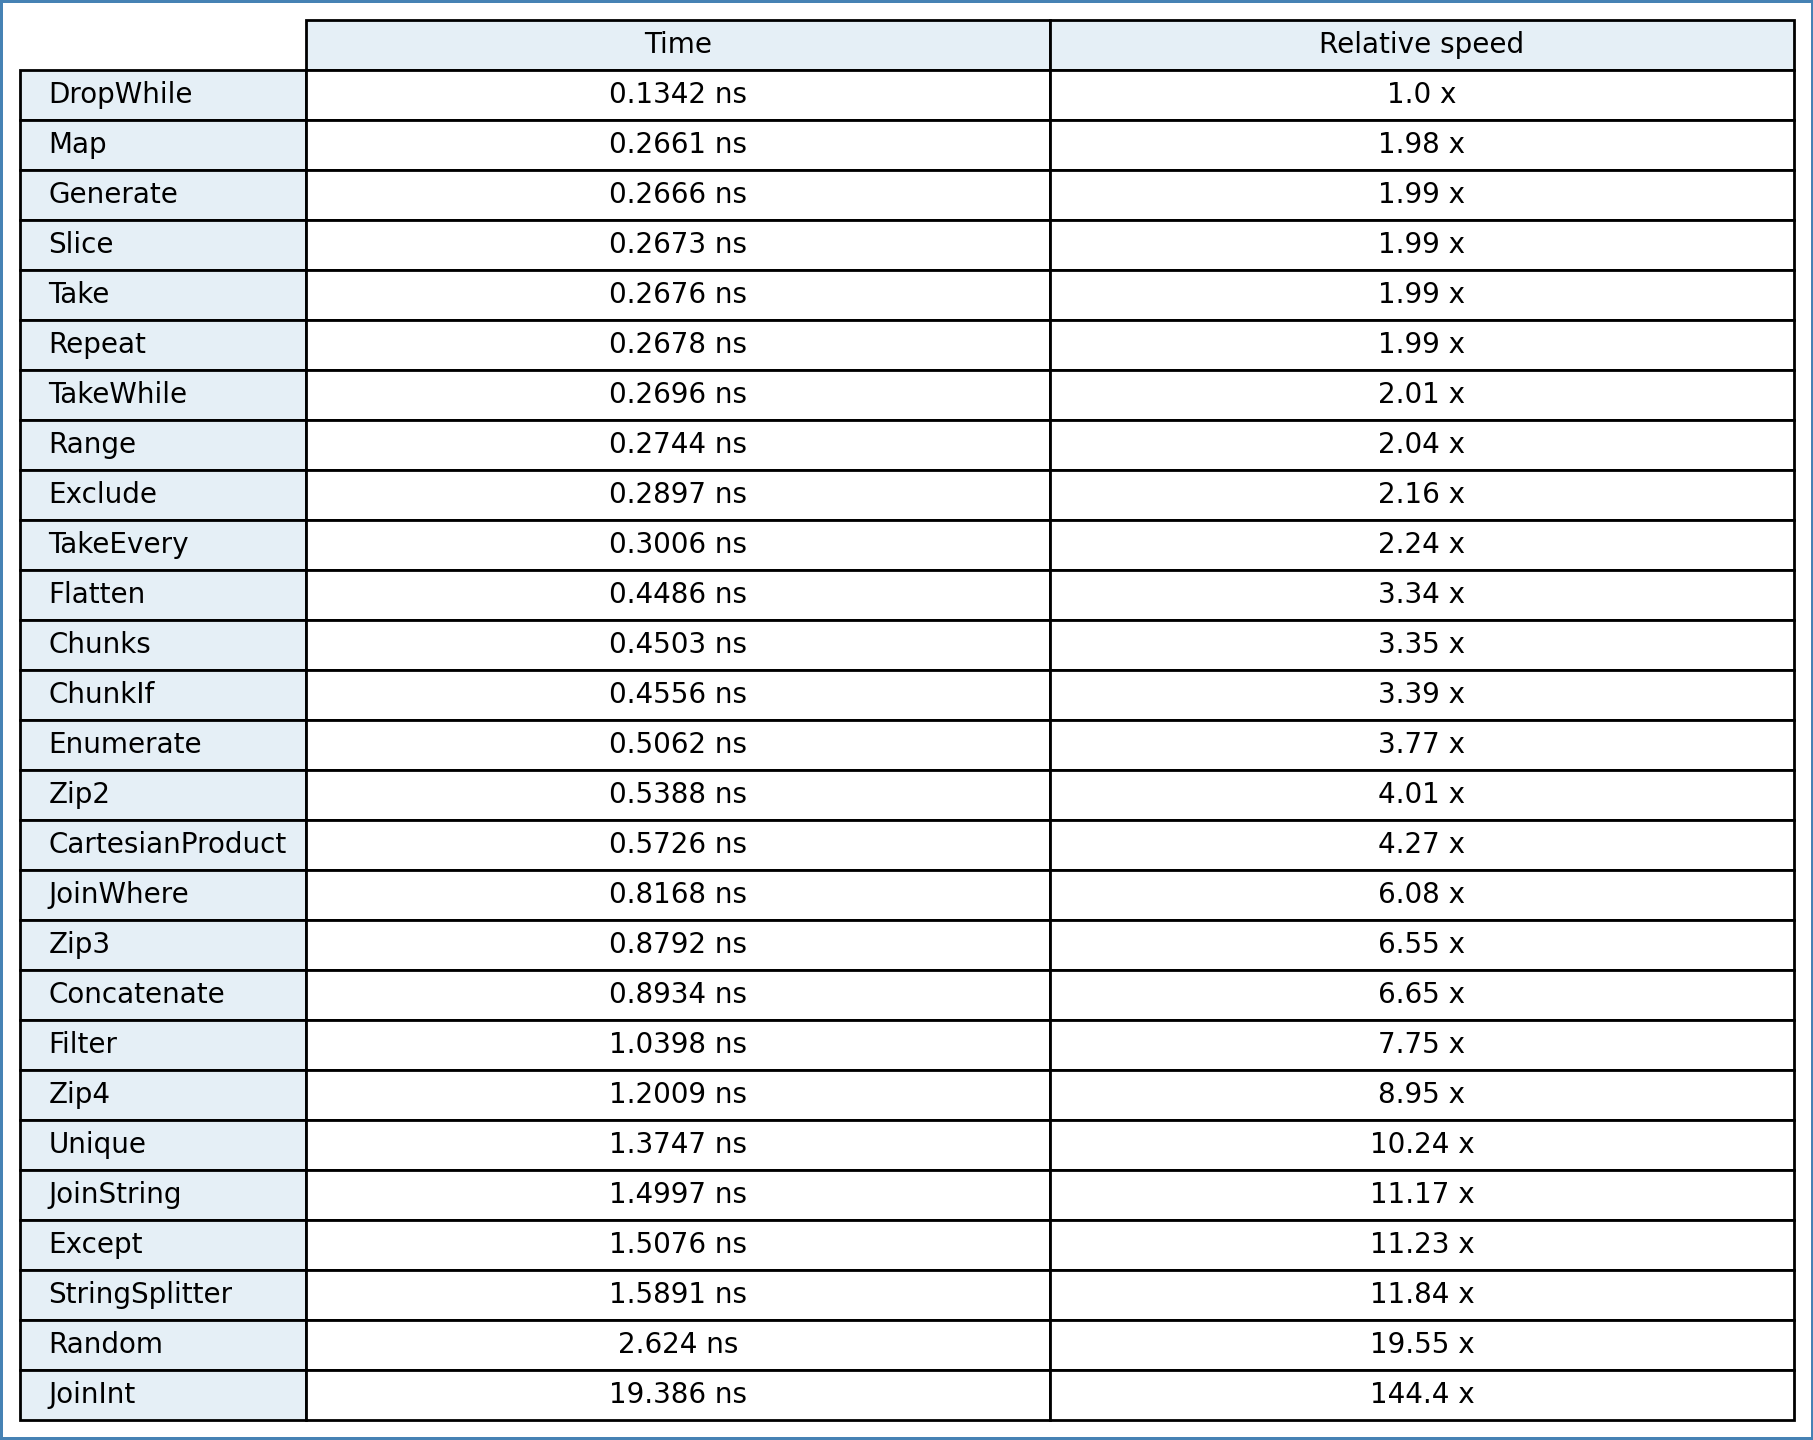 Time Relative speed
DropWhile 0.1342 ns 1.0 x
Map 0.2661 ns 1.98 x
Generate 0.2666 ns 1.99 x
Slice 0.2673 ns 1.99 x
Take 0.2676 ns 1.99 x
Repeat 0.2678 ns 1.99 x
TakeWhile 0.2696 ns 2.01 x
Range 0.2744 ns 2.04 x
Exclude 0.2897 ns 2.16 x
TakeEvery 0.3006 ns 2.24 x
Flatten 0.4486 ns 3.34 x
Chunks 0.4503 ns 3.35 x
ChunkIf 0.4556 ns 3.39 x
Enumerate 0.5062 ns 3.77 x
Zip2 0.5388 ns 4.01 x
CartesianProduct 0.5726 ns 4.27 x
JoinWhere 0.8168 ns 6.08 x
Zip3 0.8792 ns 6.55 x
Concatenate 0.8934 ns 6.65 x
Filter 1.0398 ns 7.75 x
Zip4 1.2009 ns 8.95 x
Unique 1.3747 ns 10.24 x
JoinString 1.4997 ns 11.17 x
Except 1.5076 ns 11.23 x
StringSplitter 1.5891 ns 11.84 x
Random 2.624 ns 19.55 x
JoinInt 19.386 ns 144.4 x